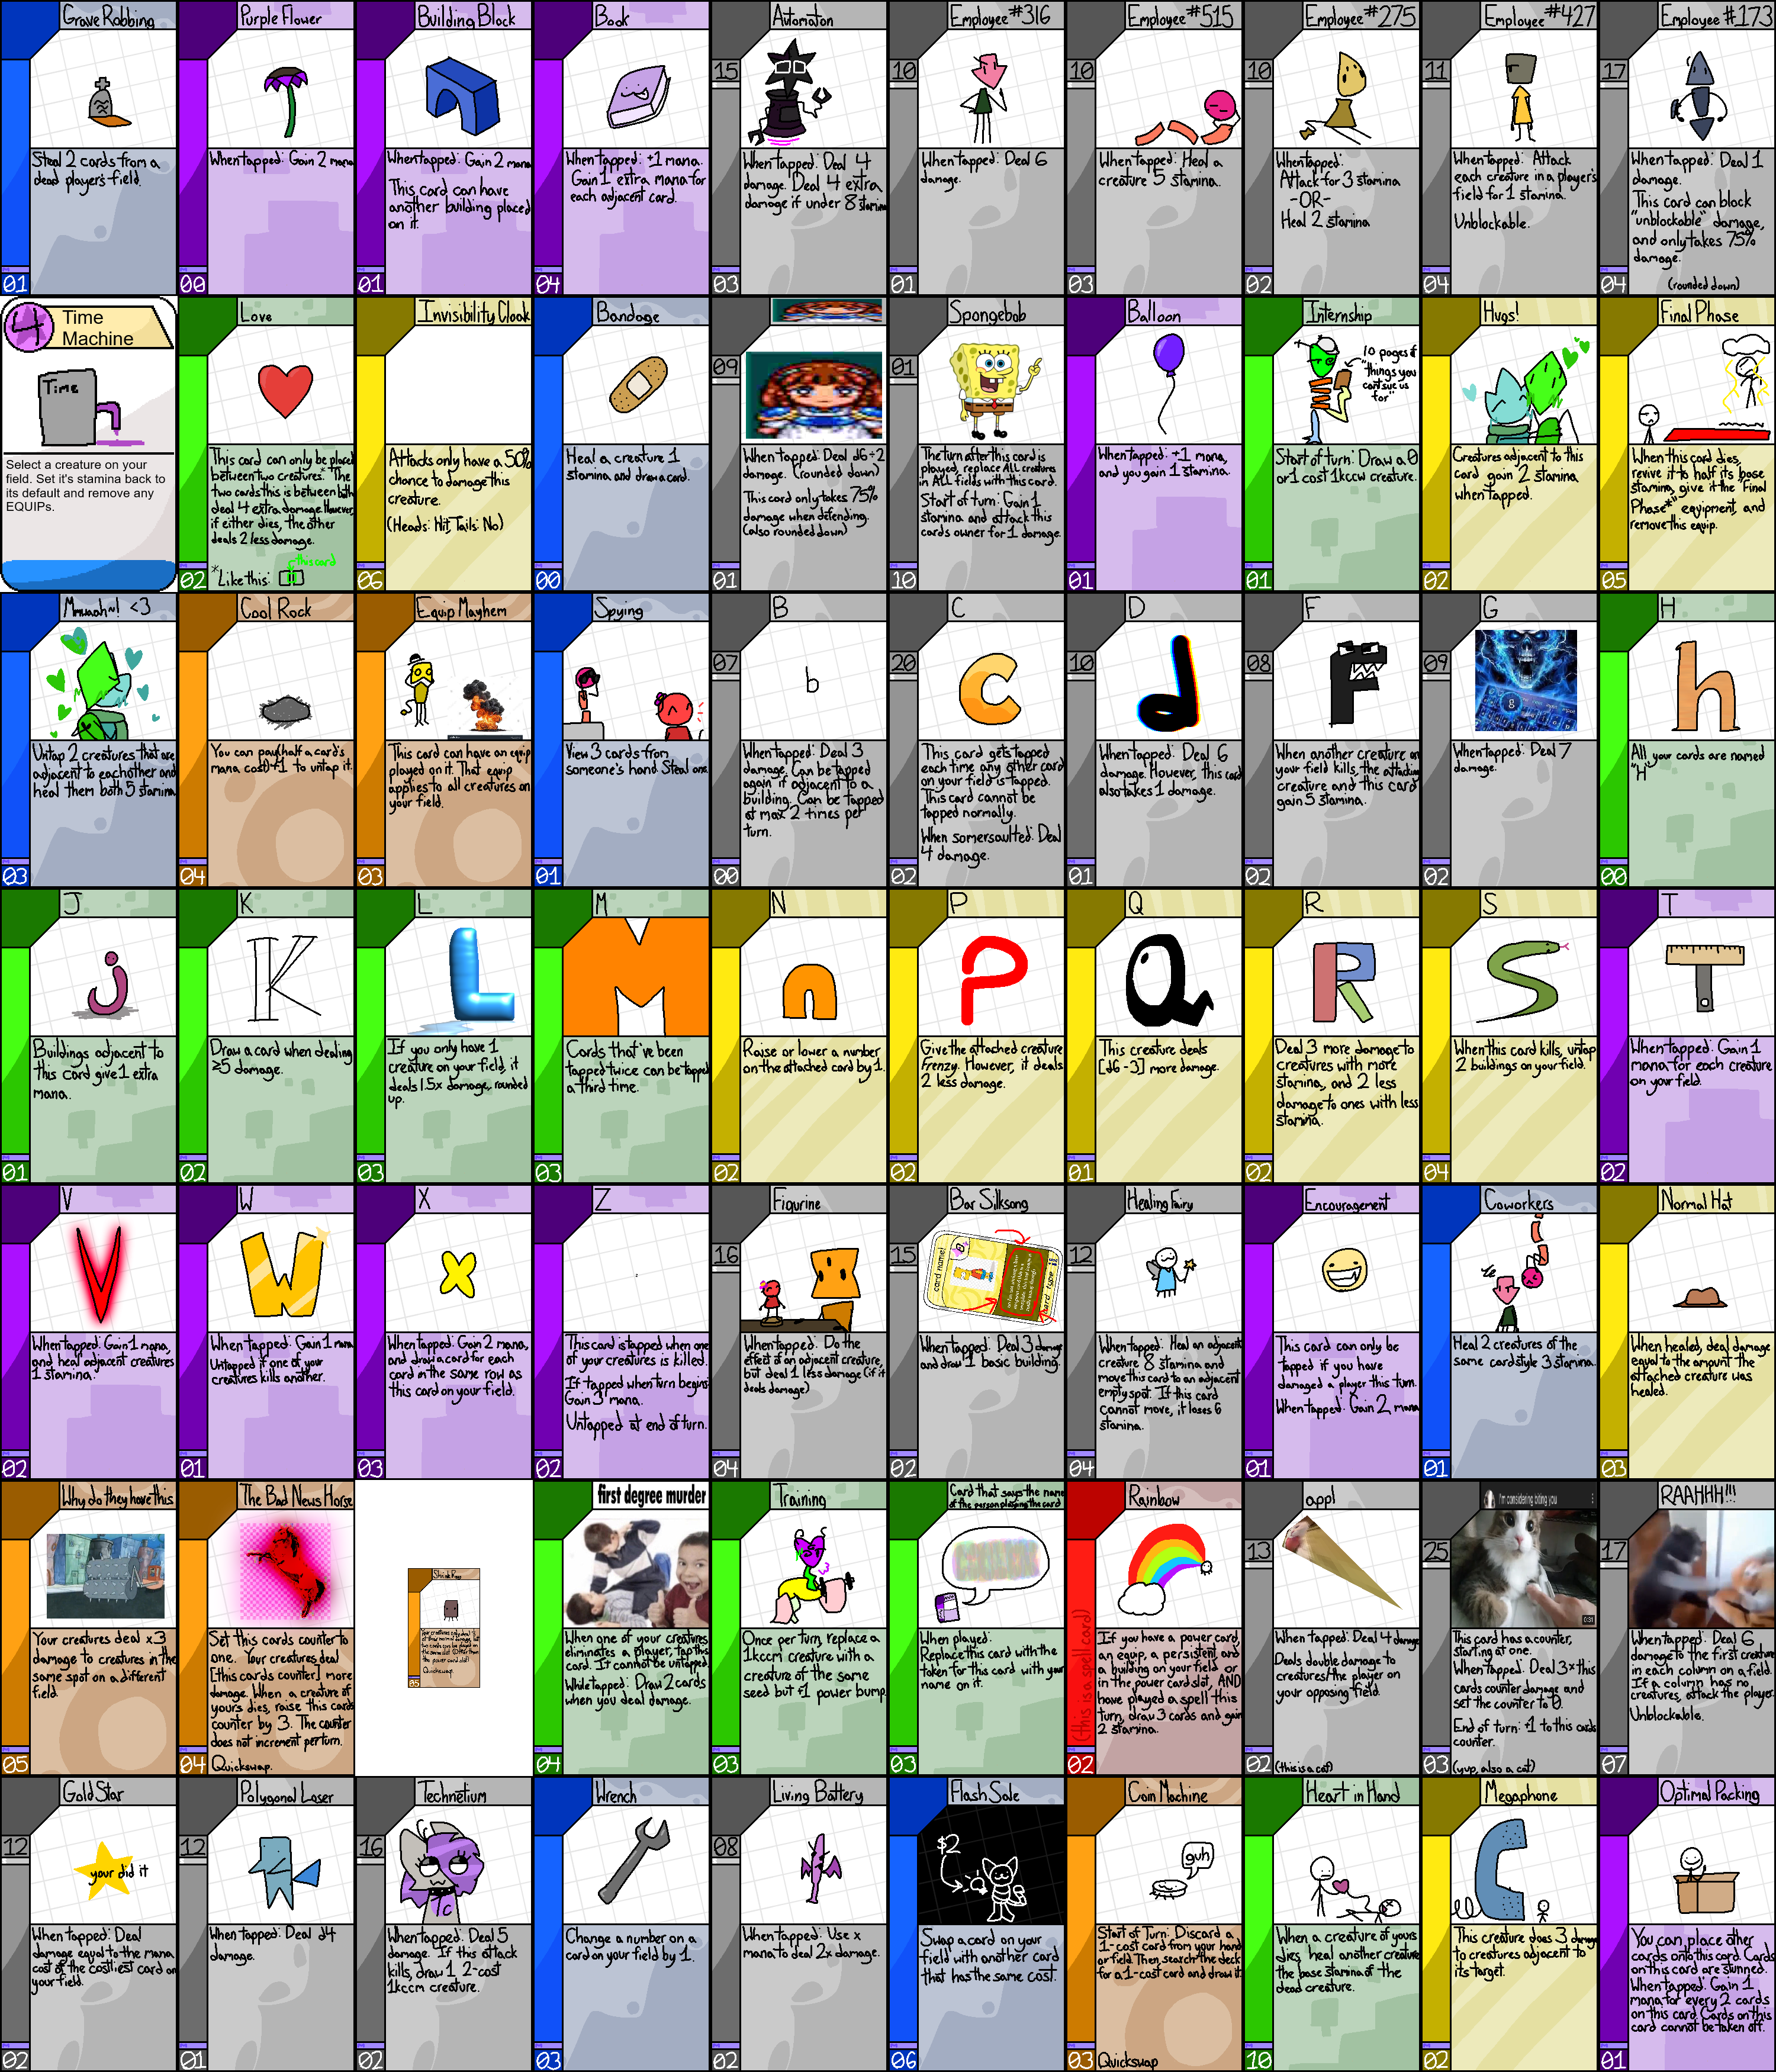 Grave Robbing
Steal 2 cards from a
dead player's field.
01
Purple Flower
When tapped: Gain 2 mana
00
Building Block
When tapped: Gain 2 mana
This card can have
another building placed
on it.
01
Book
When tapped: +1 mana.
Gain 1 extra mana for
each adjacent card.
04
Automaton
15
When tapped: Deal 4
damage. Deal 4 extra
damage if under 8 stamina
03
Employee #316
10
When tapped: Deal 6
damage.
01
Employee #515
10
When tapped: Heal a
creature 5 stamina.
03
Employee #275
10
When tapped:
Attack for 3 stamina
-OR-
Heal 2 stamina
02
Employee #427
11
When tapped: Attack
each creature in a player's
field for 1 stamina.
Unblockable.
04
Employee #173
17
When tapped: Deal 1
damage.
This card can block
"unblockable" damage,
and only takes 75%
damage.
(rounded down)
04
4
Time
Machine
Time
Select a creature on your
field. Set it's stamina back to
its default and remove any
EQUIPs.
Love
This card can only be placed
between two creatures.* The
two cards this is between both
deal 4 extra damage. However,
if either dies, the other
deals 2 less damage.
*Like this:
this card
02
Invisibility Cloak
Attacks only have a 50%
chance to damage this
creature.
(Heads: Hit, Tails: No)
06
Bandage
Heal a creature 1
stamina and draw a card.
00
09
When tapped: Deal d6÷2
damage. (rounded down)
This card only takes 75%
damage when defending.
(also rounded down)
01
Spongebob
01
The turn after this card is
played, replace ALL creatures
in ALL fields with this card.
Start of turn: Gain 1
stamina and attack this
cards owner for 1 damage.
10
Balloon
When tapped: +1 mana,
and you gain 1 stamina.
01
Internship
10 pages of
"things you
cant sue us
for"
Start of turn: Draw a 0
or 1 cost 1kccw creature.
01
Hugs!
Creatures adjacent to this
card gain 2 stamina
when tapped.
02
Final Phase
When this card dies,
revive it to half its base
stamina, give it the "Final
Phase*" equipment, and
remove this equip.
05
Mmwah~! <3
Untap 2 creatures that are
adjacent to eachother and
heal them both 5 stamina
03
Cool Rock
You can pay half a card's
mana cost +1 to untap it.
04
Equip Mayhem
This card can have an equip
played on it. That equip
applies to all creatures on
your field.
03
Spying
View 3 cards from
someone's hand. Steal one.
01
B
07
b
When tapped: Deal 3
damage. Can be tapped
again if adjacent to a
building. Can be tapped
at max 2 times per
turn.
00
C
20
C
This card gets tapped
each time any other card
on your field is tapped.
This card cannot be
tapped normally.
When somersaulted: Deal
4 damage.
02
D
10
d
When tapped: Deal 6
damage. However, this card
also takes 1 damage.
01
F
08
F
When another creature on
your field kills, the attacking
creature and this card
gain 5 stamina.
02
G
09
8
When tapped: Deal 7
damage.
02
H
h
All your cards are named
"H"
00
J
j
Buildings adjacent to
this card give 1 extra
mana.
01
K
K
Draw a card when dealing
≥5 damage.
02
L
L
If you only have 1
creature on your field, it
deals 1.5x damage, rounded
up.
03
M
M
Cards that've been
tapped twice can be tapped
a third time.
03
N
n
Raise or lower a number
on the attached card by 1.
02
P
P
Give the attached creature
Frenzy. However, it deals
2 less damage.
02
Q
Q
This creature deals
[d6-3] more damage.
01
R
R
Deal 3 more damage to
creatures with more
stamina, and 2 less
damage to ones with less
stamina.
02
S
S
When this card kills, untap
2 buildings on your field.
04
T
T
When tapped: Gain 1
mana for each creature
on your field.
02
V
V
When tapped: Gain 1 mana,
and heal adjacent creatures
1 stamina.
02
W
W
When tapped: Gain 1 mana
Untapped if one of your
creatures kills another.
01
X
x
When tapped: Gain 2 mana,
and draw a card for each
card in the same row as
this card on your field.
03
Z
This card is tapped when one
of your creatures is killed.
If tapped when turn begins:
Gain 3 mana.
Untapped at end of turn.
02
Figurine
16
When tapped: Do the
effect of an adjacent creature,
but deal 1 less damage (if it
deals damage)
04
Bar Silksong
15
card name!
card type
When tapped: Deal 3 damage
and draw 1 basic building.
02
Healing Fairy
12
When tapped: Heal an adjacent
creature 8 stamina and
move this card to an adjacent
empty spot. If this card
cannot move, it loses 6
stamina.
04
Encouragement
This card can only be
tapped if you have
damaged a player this turn.
When tapped: Gain 2 mana
01
Coworkers
Heal 2 creatures of the
same cardstyle 3 stamina.
01
Normal Hat
When healed, deal damage
equal to the amount the
attached creature was
healed.
03
Why do they have this
Your creatures deal x3
damage to creatures in the
same spot on a different
field.
05
The Bad News Horse
Set this cards counter to
one. Your creatures deal
[this cards counter] more
damage. When a creature of
yours dies, raise this cards
counter by 3. The counter
does not increment per turn.
Quickswap.
04
Shrink Ray
Quickswap.
05
first degree murder
When one of your creatures
eliminates a player, tap this
card. It cannot be untapped.
While tapped: Draw 2 cards
when you deal damage.
04
Training
Once per turn, replace a
1kccm creature with a
creature of the same
seed but +1 power bump.
03
Card that says the name
of the person playing the card
When played:
Replace this card with the
token for this card with your
name on it.
03
Rainbow
(this is a spell card)
If you have a power card,
an equip, a persistent, and
a building on your field or
in the power card slot, AND
have played a spell this
turn, draw 3 cards and gain
2 stamina.
02
appl
13
When tapped: Deal 4 damage
Deals double damage to
creatures/the player on
your opposing field.
(this is a cat)
02
I'm considering biting you
25
0:31
This card has a counter,
starting at one.
When tapped: Deal 3×this
cards counter damage and
set the counter to 0.
End of turn: +1 to this cards
counter.
(yup, also a cat)
03
RAAHHH!!!
17
When tapped: Deal 6
damage to the first creature
in each column on a field.
If a column has no
creatures, attack the player.
Unblockable.
07
Gold Star
12
your did it
When tapped: Deal
damage equal to the mana
cost of the costliest card on
your field.
02
Polygonal Laser
12
When tapped: Deal d4
damage.
01
Technetium
16
Tc
When tapped: Deal 5
damage. If this attack
kills, draw 1 2-cost
1kccm creature.
02
Wrench
Change a number on a
card on your field by 1.
03
Living Battery
08
When tapped: Use x
mana to deal 2x damage.
02
Flash Sale
$2
Swap a card on your
field with another card
that has the same cost.
06
Coin Machine
guh
Start of Turn: Discard a
1-cost card from your hand
or field. Then, search the deck
for a 1-cost card and draw it.
Quickswap
03
Heart in Hand
When a creature of yours
dies, heal another creature
the base stamina of the
dead creature.
10
Megaphone
This creature does 3 damage
to creatures adjacent to
its target.
02
Optimal Packing
You can place other
cards onto this card. Cards
on this card are stunned.
When tapped: Gain 1
mana for every 2 cards
on this card. Cards on this
card cannot be taken off.
01